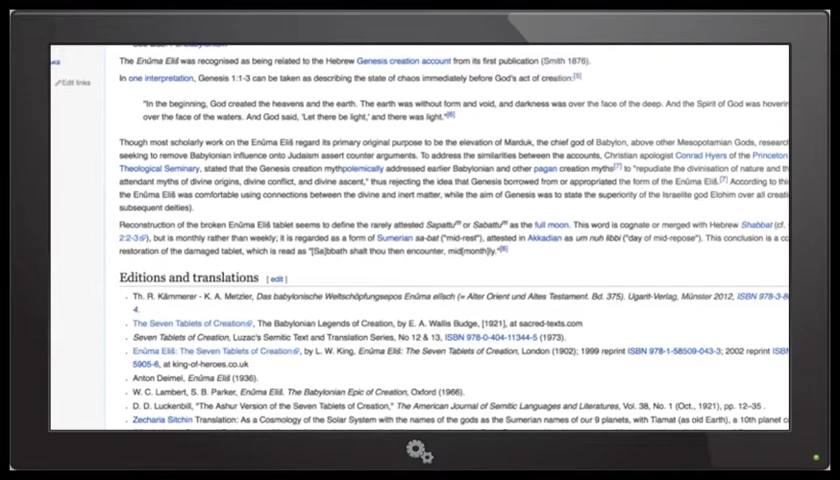 Edit links
The Enûma Eliš was recognised as being related to the Hebrew Genesis creation account from its first publication (Smith 1876).
In one interpretation, Genesis 1:1-3 can be taken as describing the state of chaos immediately before God's act of creation:[5]
"In the beginning, God created the heavens and the earth. The earth was without form and void, and darkness was over the face of the deep. And the Spirit of God was
over the face of the waters. And God said, 'Let there be light,' and there was light."[6]
Though most scholarly work on the Enûma Eliš regard its primary original purpose to be the elevation of Marduk, the chief god of Babylon, above other Mesopotamian Gods,
seeking to remove Babylonian influence onto Judaism assert counter arguments. To address the similarities between the accounts, Christian apologist Conrad Hyers of the Princeton
Theological Seminary, stated that the Genesis creation mythpolemically addressed earlier Babylonian and other pagan creation myths[7] to "repudiate the divinisation of nature and
attendant myths of divine origins, divine conflict, and divine ascent," thus rejecting the idea that Genesis borrowed from or appropriated the form of the Enûma Eliš.[7] According to
the Enûma Eliš was comfortable using connections between the divine and inert matter, while the aim of Genesis was to state the superiority of the Israelite god Elohim over all
subsequent deities).
Reconstruction of the broken Enûma Eliš tablet seems to define the rarely attested Sapattum or Sabattum as the full moon. This word is cognate or merged with Hebrew Shabbat (cf.
2:2-3), but is monthly rather than weekly; it is regarded as a form of Sumerian sa-bat ("mid-rest"), attested in Akkadian as um nuh libbi ("day of mid-repose"). This conclusion is a
restoration of the damaged tablet, which is read as "[Sa]bbath shalt thou then encounter, mid[month]ly."[8]
Editions and translations [ edit ]
Th. R. Kämmerer - K. A. Metzler, Das babylonische Weltschöpfungsepos Enūma elîsch (= Alter Orient und Altes Testament. Bd. 375). Ugarit-Verlag, Münster 2012, ISBN 978-3-
4.
The Seven Tablets of Creation, The Babylonian Legends of Creation, by E. A. Wallis Budge, [1921], at sacred-texts.com
Seven Tablets of Creation, Luzac's Semitic Text and Translation Series, No 12 & 13, ISBN 978-0-404-11344-5 (1973).
Enûma Eliš: The Seven Tablets of Creation, by L. W. King, Enûma Eliš: The Seven Tablets of Creation, London (1902); 1999 reprint ISBN 978-1-58509-043-3; 2002 reprint ISBN
5905-6, at king-of-heroes.co.uk
Anton Deimel, Enûma Eliš (1936).
W. C. Lambert, S. B. Parker, Enûma Eliš. The Babylonian Epic of Creation, Oxford (1966).
D. D. Luckenbill, "The Ashur Version of the Seven Tablets of Creation," The American Journal of Semitic Languages and Literatures, Vol. 38, No. 1 (Oct., 1921), pp. 12–35 .
Zecharia Sitchin Translation: As a Cosmology of the Solar System with the names of the gods as the Sumerian names of our 9 planets, with Tiamat (as old Earth), a 10th planet